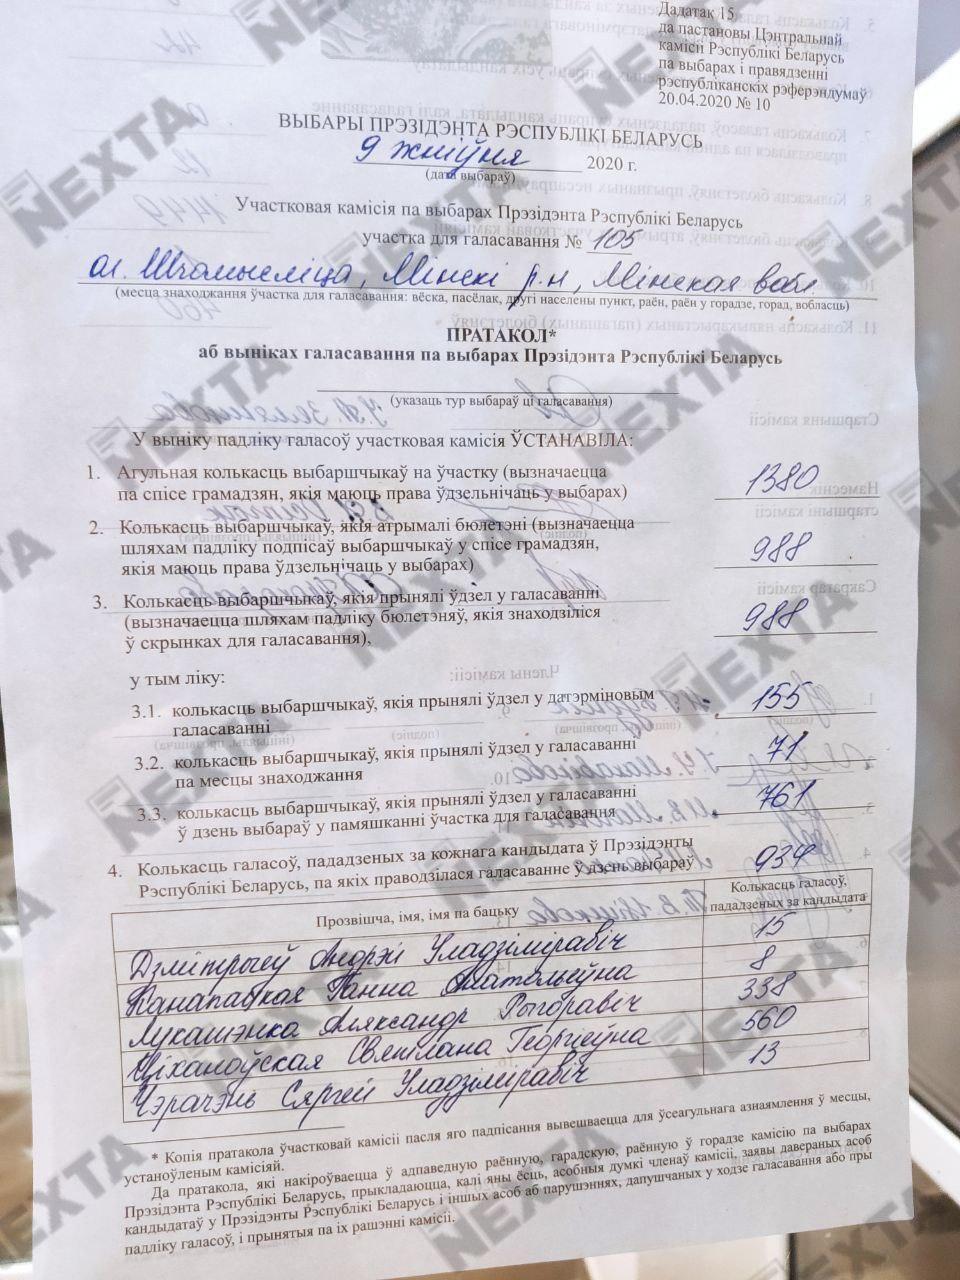 Дадатак 15
да пастановы Цэнтральнай
камісіі Рэспублікі Беларусь
па выбарах і правядзенні
рэспубліканскіх рэферэндумаў
20.04.2020 № 10
ВЫБАРЫ ПРЭЗІДЭНТА РЭСПУБЛІКІ БЕЛАРУСЬ
9 жніўня 2020 г.
(дата выбараў)
Участковая камісія па выбарах Прэзідэнта Рэспублікі Беларусь
участка для галасавання № 105
аг. Шчомысліца, Мінскі р-н, Мінская вобл
(месца знаходжання ўчастка для галасавання: вёска, пасёлак, другі населены пункт, раён, раён у горадзе, горад, вобласць)
ПРАТАКОЛ*
аб выніках галасавання па выбарах Прэзідэнта Рэспублікі Беларусь
(указаць тур выбараў ці галасавання)
У выніку падліку галасоў участковая камісія ЎСТАНАВІЛА:
1. Агульная колькасць выбаршчыкаў на ўчастку (вызначаецца
па спісе грамадзян, якія маюць права ўдзельнічаць у выбарах) 1380
2. Колькасць выбаршчыкаў, якія атрымалі бюлетэні (вызначаецца
шляхам падліку подпісаў выбаршчыкаў у спісе грамадзян,
якія маюць права ўдзельнічаць у выбарах) 988
3. Колькасць выбаршчыкаў, якія прынялі ўдзел у галасаванні
(вызначаецца шляхам падліку бюлетэняў, якія знаходзіліся
ў скрынках для галасавання), 988
у тым ліку:
3.1. колькасць выбаршчыкаў, якія прынялі ўдзел у датэрміновым
галасаванні 155
3.2. колькасць выбаршчыкаў, якія прынялі ўдзел у галасаванні
па месцы знаходжання 71
3.3. колькасць выбаршчыкаў, якія прынялі ўдзел у галасаванні
ў дзень выбараў у памяшканні ўчастка для галасавання 761
4. Колькасць галасоў, пададзеных за кожнага кандыдата ў Прэзідэнты
Рэспублікі Беларусь, па якіх праводзілася галасаванне ў дзень выбараў 934
Прозвішча, імя, імя па бацьку
Колькасць галасоў,
пададзеных за кандыдата
Дзмітрыеў Андрэй Уладзіміравіч 15
Канапацкая Ганна Анатольеўна 8
Лукашэнка Аляксандр Рыгоравіч 338
Ціханоўская Святлана Георгіеўна 560
Чэрачэнь Сяргей Уладзіміравіч 13
* Копія пратакола ўчастковай камісіі пасля яго падпісання вывешваецца для ўсеагульнага азнаямлення ў месцы,
устаноўленым камісіяй.
Да пратакола, які накіроўваецца ў адпаведную раённую, гарадскую, раённую ў горадзе камісію па выбарах
Прэзідэнта Рэспублікі Беларусь, прыкладаюцца, калі яны ёсць, асобныя думкі членаў камісіі, заявы давераных асоб
кандыдатаў у Прэзідэнты Рэспублікі Беларусь і іншых асоб аб парушэннях, дапушчаных у ходзе галасавання або пры
падліку галасоў, і прынятыя па іх рашэнні камісіі.
NEXTA